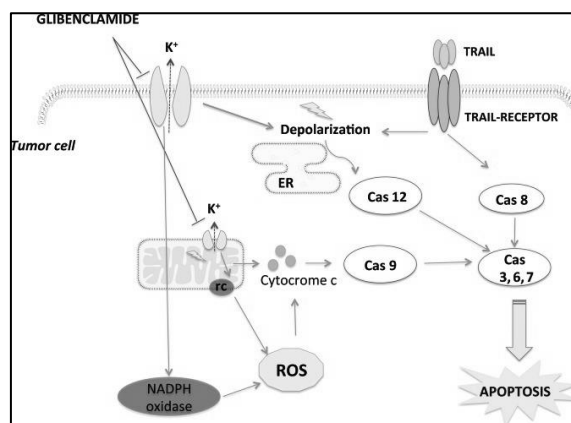 GLIBENCLAMIDE
K⁺
TRAIL
TRAIL-RECEPTOR
Tumor cell
Depolarization
ER
Cas 12
Cas 8
K⁺
rc
Cytocrome c
Cas 9
Cas
3, 6, 7
ROS
NADPH
oxidase
APOPTOSIS